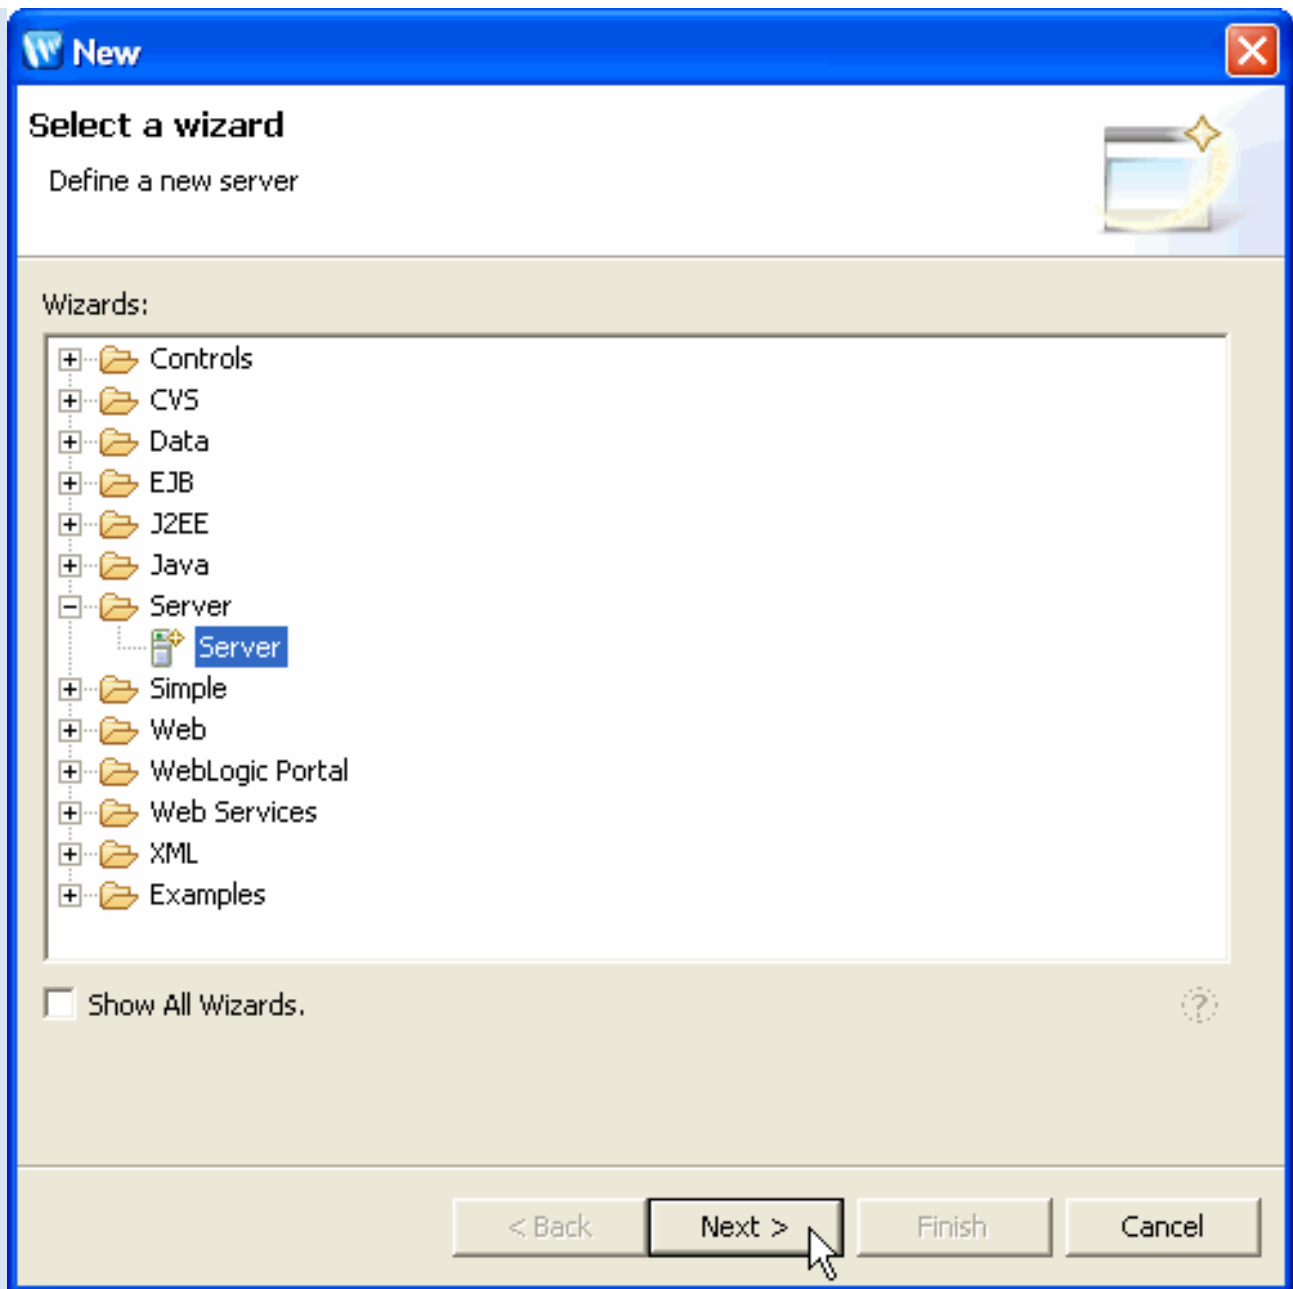 New
Select a wizard
Define a new server
Wizards:
Controls
CVS
Data
EJB
J2EE
Java
Server
Server
Simple
Web
WebLogic Portal
Web Services
XML
Examples
Show All Wizards.
< Back Next > Finish Cancel